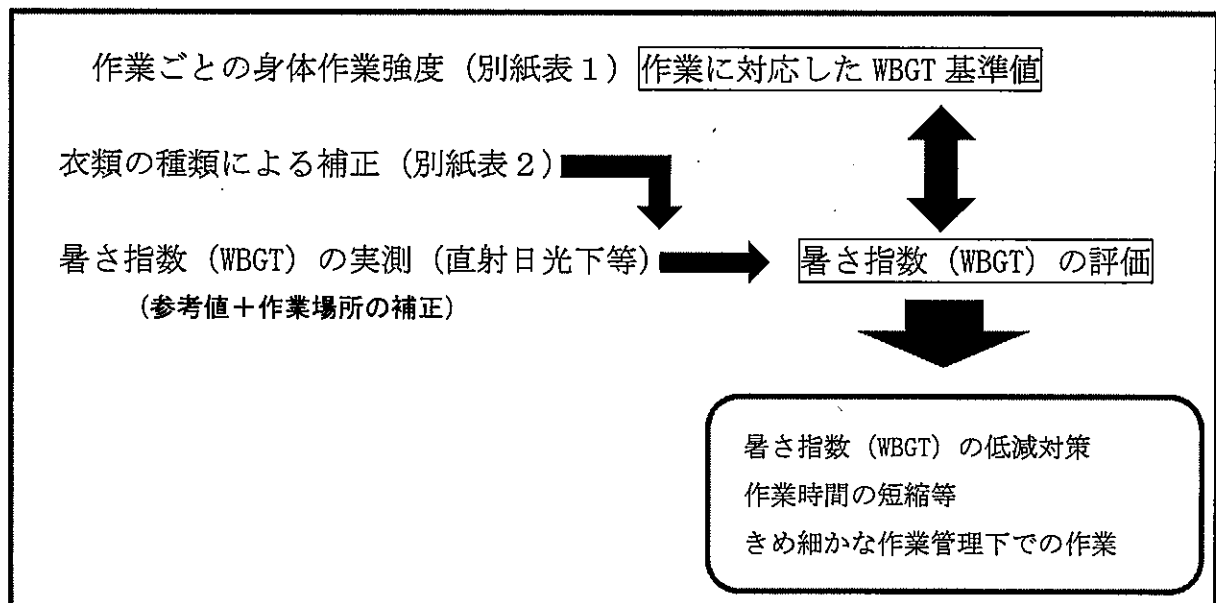 作業ごとの身体作業強度（別紙表１）作業に対応した WBGT 基準値
衣類の種類による補正（別紙表２）
暑さ指数（WBGT）の実測（直射日光下等）
暑さ指数（WBGT）の評価
（参考値＋作業場所の補正）
暑さ指数（WBGT）の低減対策
作業時間の短縮等
きめ細かな作業管理下での作業